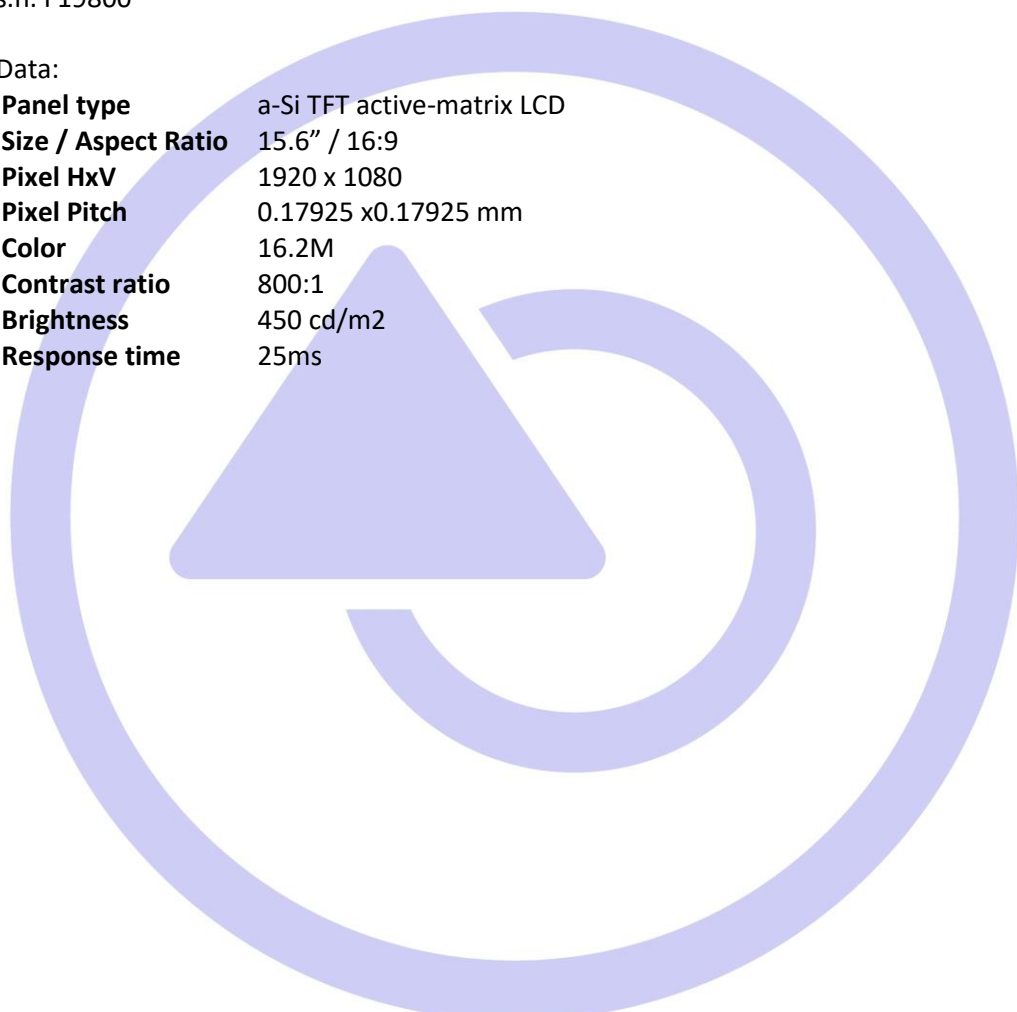 Data:
Panel type a-Si TFT active-matrix LCD
Size / Aspect Ratio 15.6” / 16:9
Pixel HxV 1920 x 1080
Pixel Pitch 0.17925 x0.17925 mm
Color 16.2M
Contrast ratio 800:1
Brightness 450 cd/m2
Response time 25ms